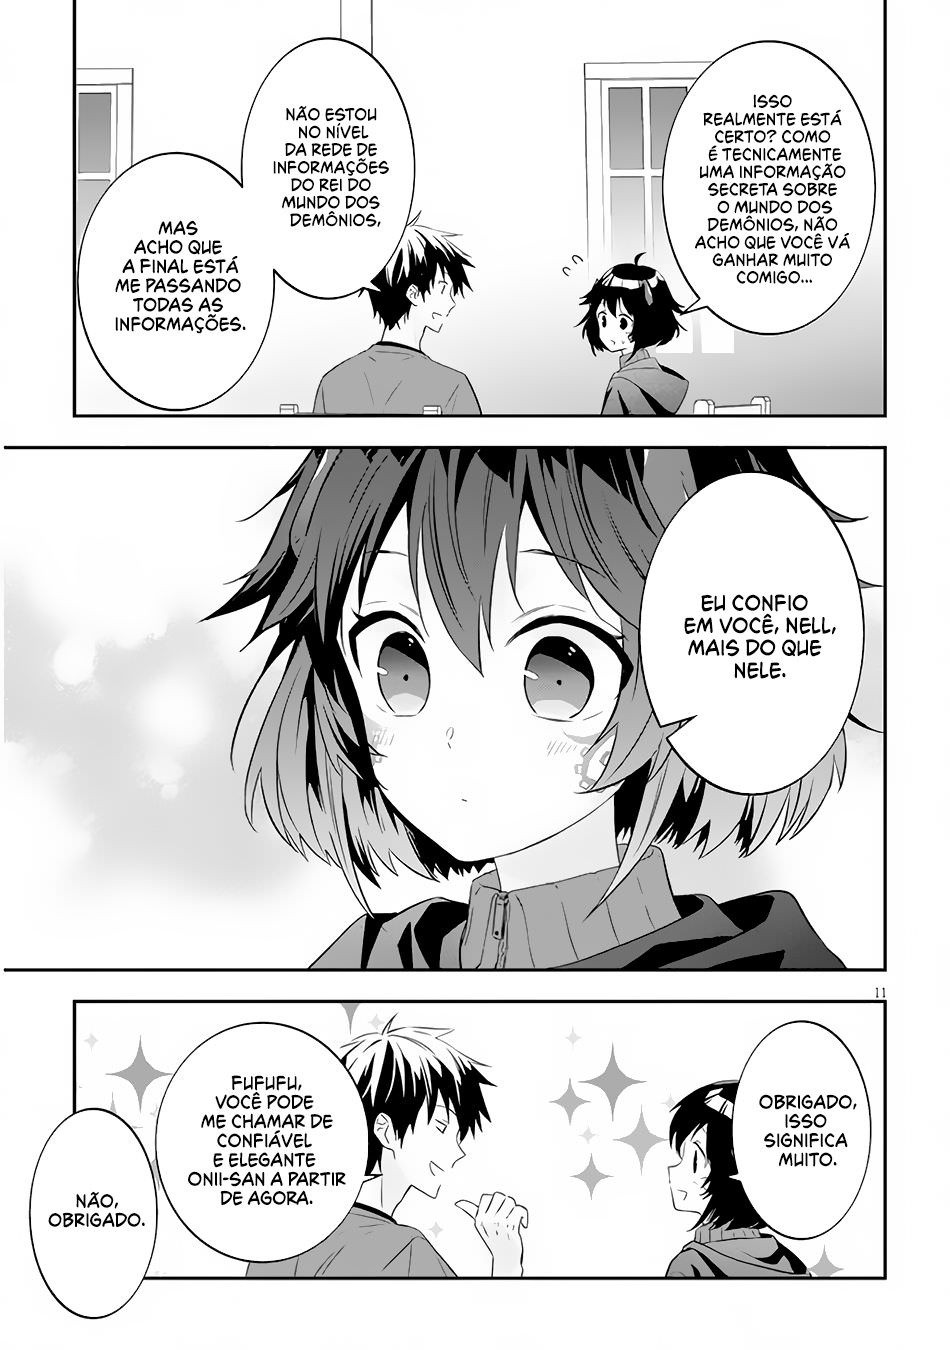 ISSO
REALMENTE ESTÁ
CERTO? COMO
É TECNICAMENTE
UMA INFORMAÇÃO
SECRETA SOBRE
O MUNDO DOS
DEMÔNIOS, NÃO
ACHO QUE VOCÊ VÁ
GANHAR MUITO
COMIGO...
NÃO ESTOU
NO NÍVEL
DA REDE DE
INFORMAÇÕES
DO REI DO
MUNDO DOS
DEMÔNIOS,
MAS
ACHO QUE
A FINAL ESTÁ
ME PASSANDO
TODAS AS
INFORMAÇÕES.
EU CONFIO
EM VOCÊ, NELL,
MAIS DO QUE
NELE.
11
OBRIGADO,
ISSO
SIGNIFICA
MUITO.
FUFUFU,
VOCÊ PODE
ME CHAMAR DE
CONFIÁVEL
E ELEGANTE
ONII-SAN A PARTIR
DE AGORA.
NÃO,
OBRIGADO.